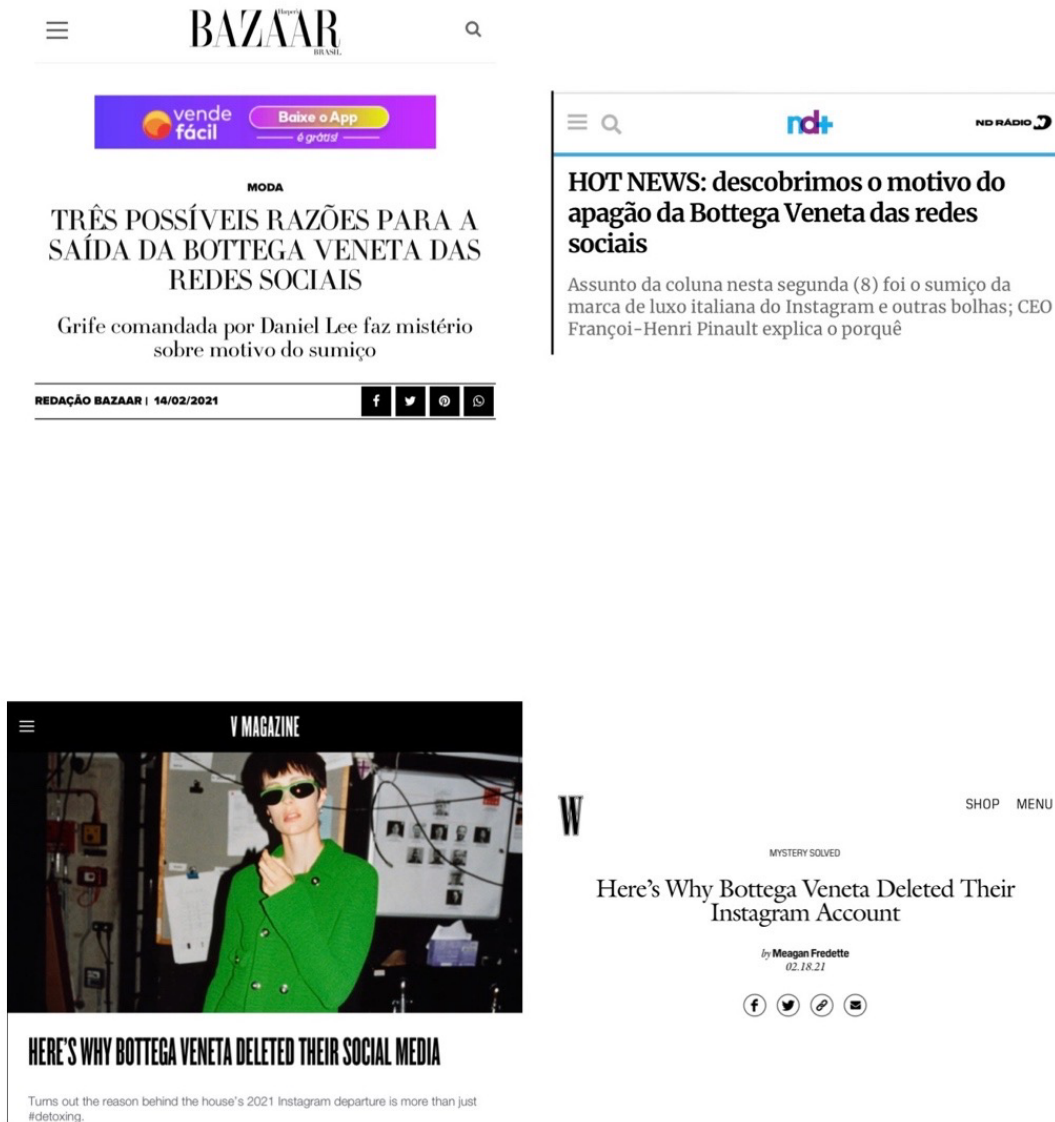 Harper's
BAZAAR
BRASIL
vende
fácil
Baixe o App
é grátis!
MODA
TRÊS POSSÍVEIS RAZÕES PARA A
SAÍDA DA BOTTEGA VENETA DAS
REDES SOCIAIS
Grife comandada por Daniel Lee faz mistério
sobre motivo do sumiço
REDAÇÃO BAZAAR | 14/02/2021
nd+
ND RÁDIO
HOT NEWS: descobrimos o motivo do
apagão da Bottega Veneta das redes
sociais
Assunto da coluna nesta segunda (8) foi o sumiço da
marca de luxo italiana do Instagram e outras bolhas; CEO
Françoi-Henri Pinault explica o porquê
V MAGAZINE
HERE'S WHY BOTTEGA VENETA DELETED THEIR SOCIAL MEDIA
Turns out the reason behind the house's 2021 Instagram departure is more than just
#detoxing.
W
SHOP MENU
MYSTERY SOLVED
Here's Why Bottega Veneta Deleted Their
Instagram Account
by Meagan Fredette
02.18.21